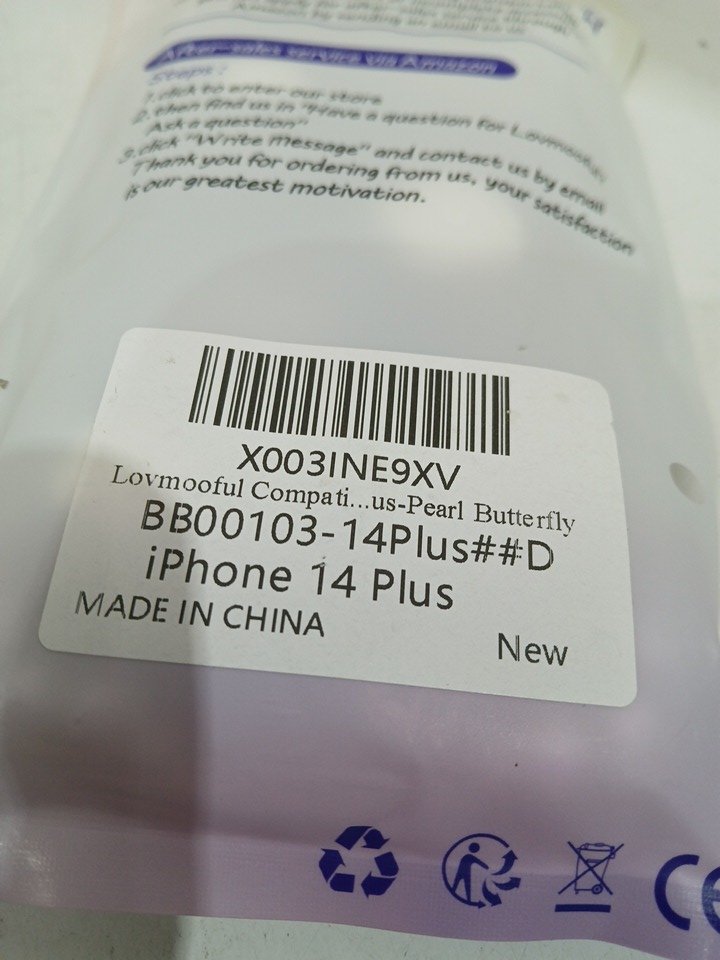 After-sales service via Amazon
Steps:
1. click to enter our store
2. then find us in "Have a question for Lovmooful"
Ask a question"
3. click "Write message" and contact us by email
Thank you for ordering from us, your satisfaction
is our greatest motivation.
X003INE9XV
Lovmooful Compati...us-Pearl Butterfly
BB00103-14Plus##D
iPhone 14 Plus
MADE IN CHINA
New
CE